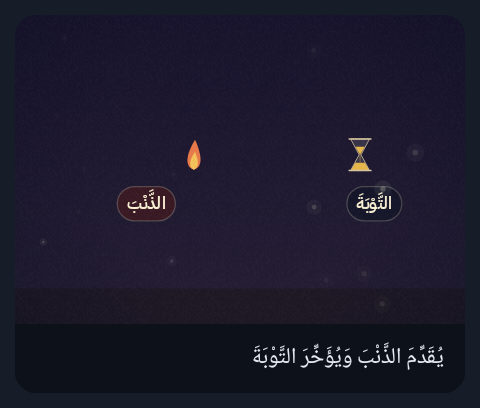 التَّوْبَةَ
الذَّنْبَ
يُقَدِّمَ الذَّنْبَ وَيُؤَخِّرَ التَّوْبَةَ